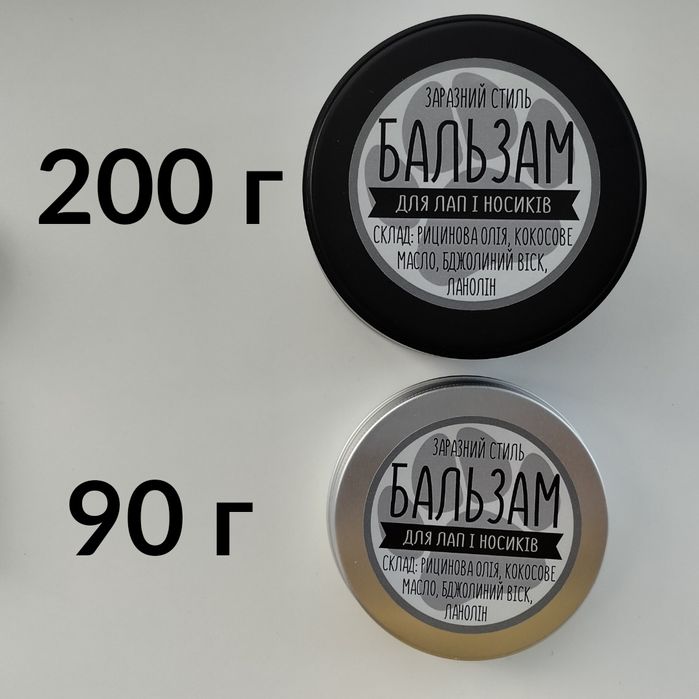 200 г
ЗАРАЗНИЙ СТИЛЬ
БАЛЬЗАМ
ДЛЯ ЛАП І НОСИКІВ
СКЛАД: РИЦИНОВА ОЛІЯ, КОКОСОВЕ
МАСЛО, БДЖОЛИНИЙ ВІСК,
ЛАНОЛІН
90 г
ЗАРАЗНИЙ СТИЛЬ
БАЛЬЗАМ
ДЛЯ ЛАП І НОСИКІВ
СКЛАД: РИЦИНОВА ОЛІЯ, КОКОСОВЕ
МАСЛО, БДЖОЛИНИЙ ВІСК,
ЛАНОЛІН